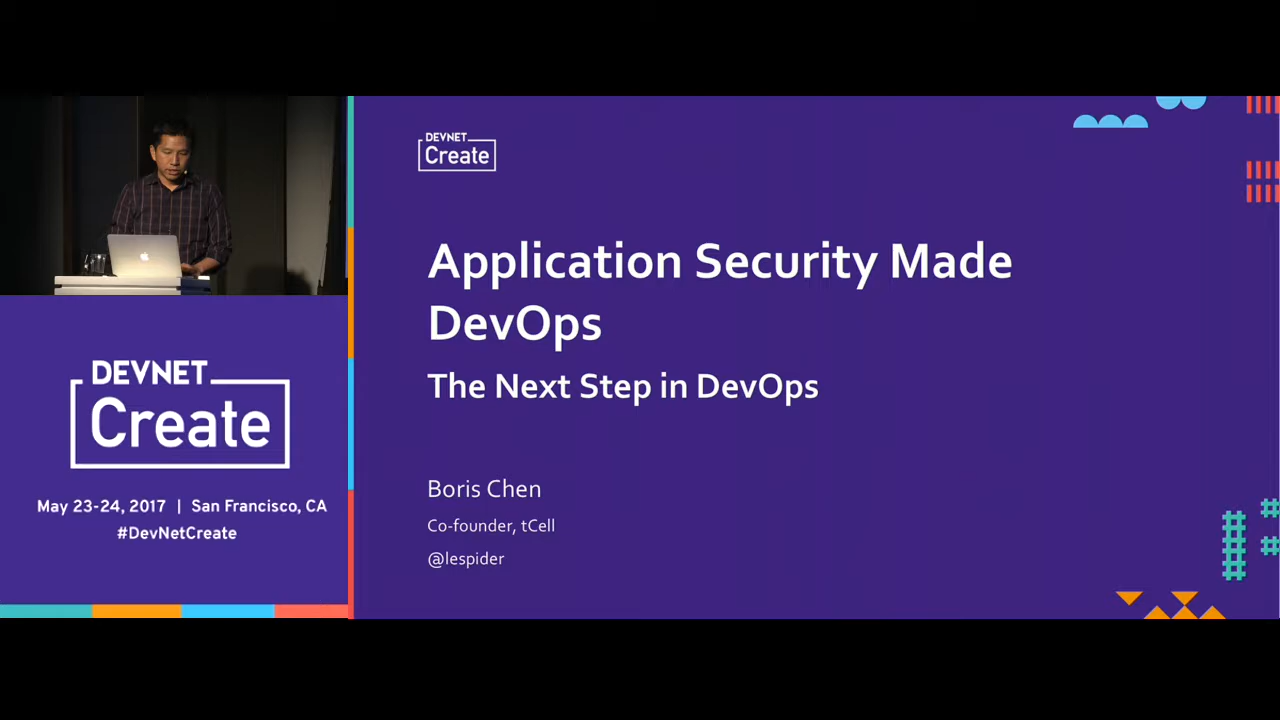 DEVNET
Create
Application Security Made
DevOps
The Next Step in DevOps
Boris Chen
Co-founder, tCell
@lespider
DEVNET
Create
May 23-24, 2017 | San Francisco, CA
#DevNetCreate